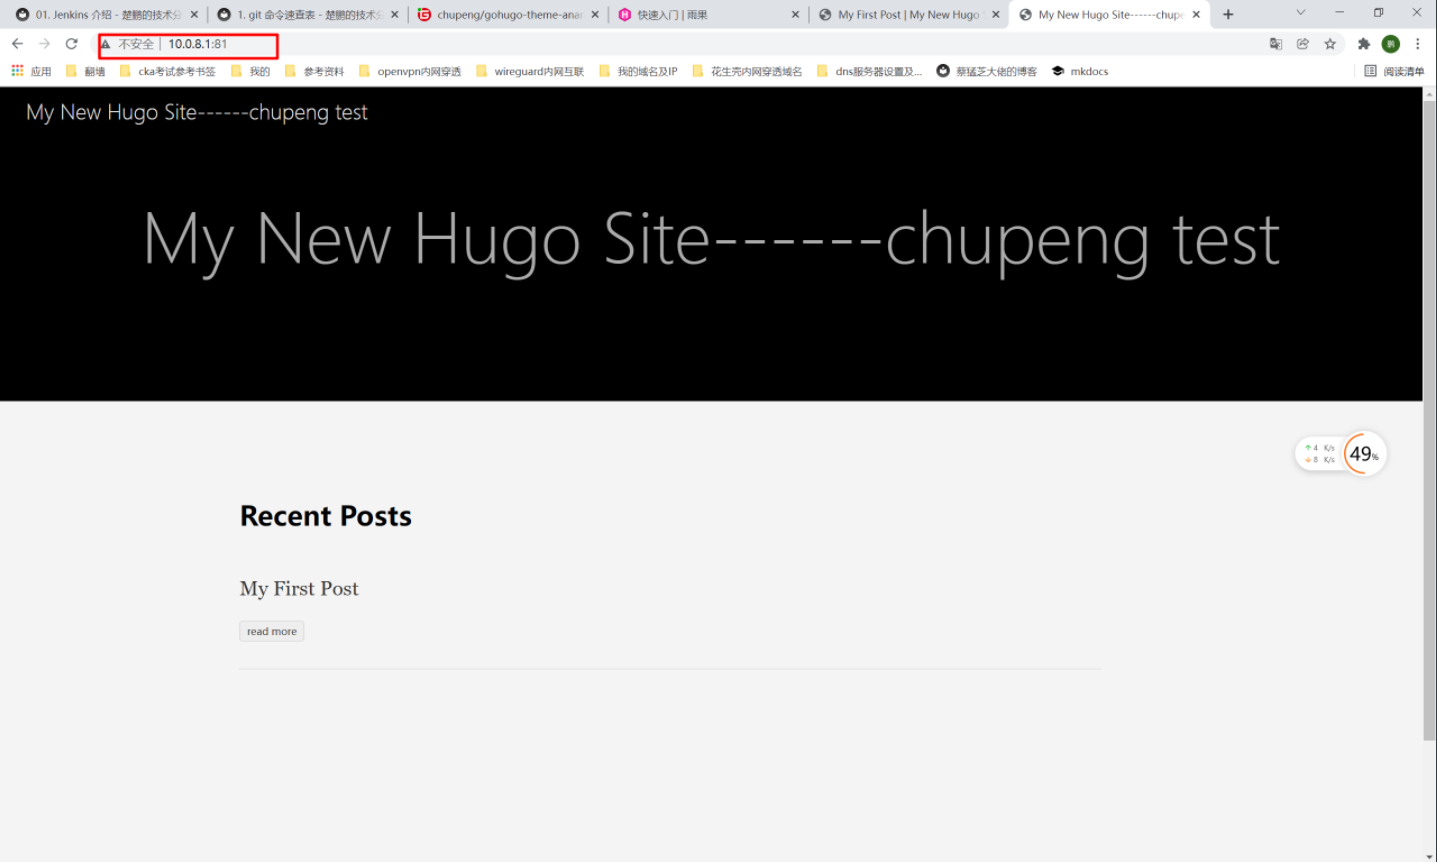 01. Jenkins 介绍 - 楚鹏的技术分
1. git 命令速查表 - 楚鹏的技术
chupeng/gohugo-theme-anan
快速入门 | 雨果
My First Post | My New Hugo
My New Hugo Site------chupe
不安全 | 10.0.8.1:81
应用 翻墙 cka考试参考书签 我的 参考资料 openvpn内网穿透 wireguard内网互联 我的域名及IP 花生壳内网穿透域名 dns服务器设置及... 蔡猛芝大佬的博客 mkdocs 阅读清单
My New Hugo Site------chupeng test
My New Hugo Site------chupeng test
4 K/s
8 K/s
49%
Recent Posts
My First Post
read more